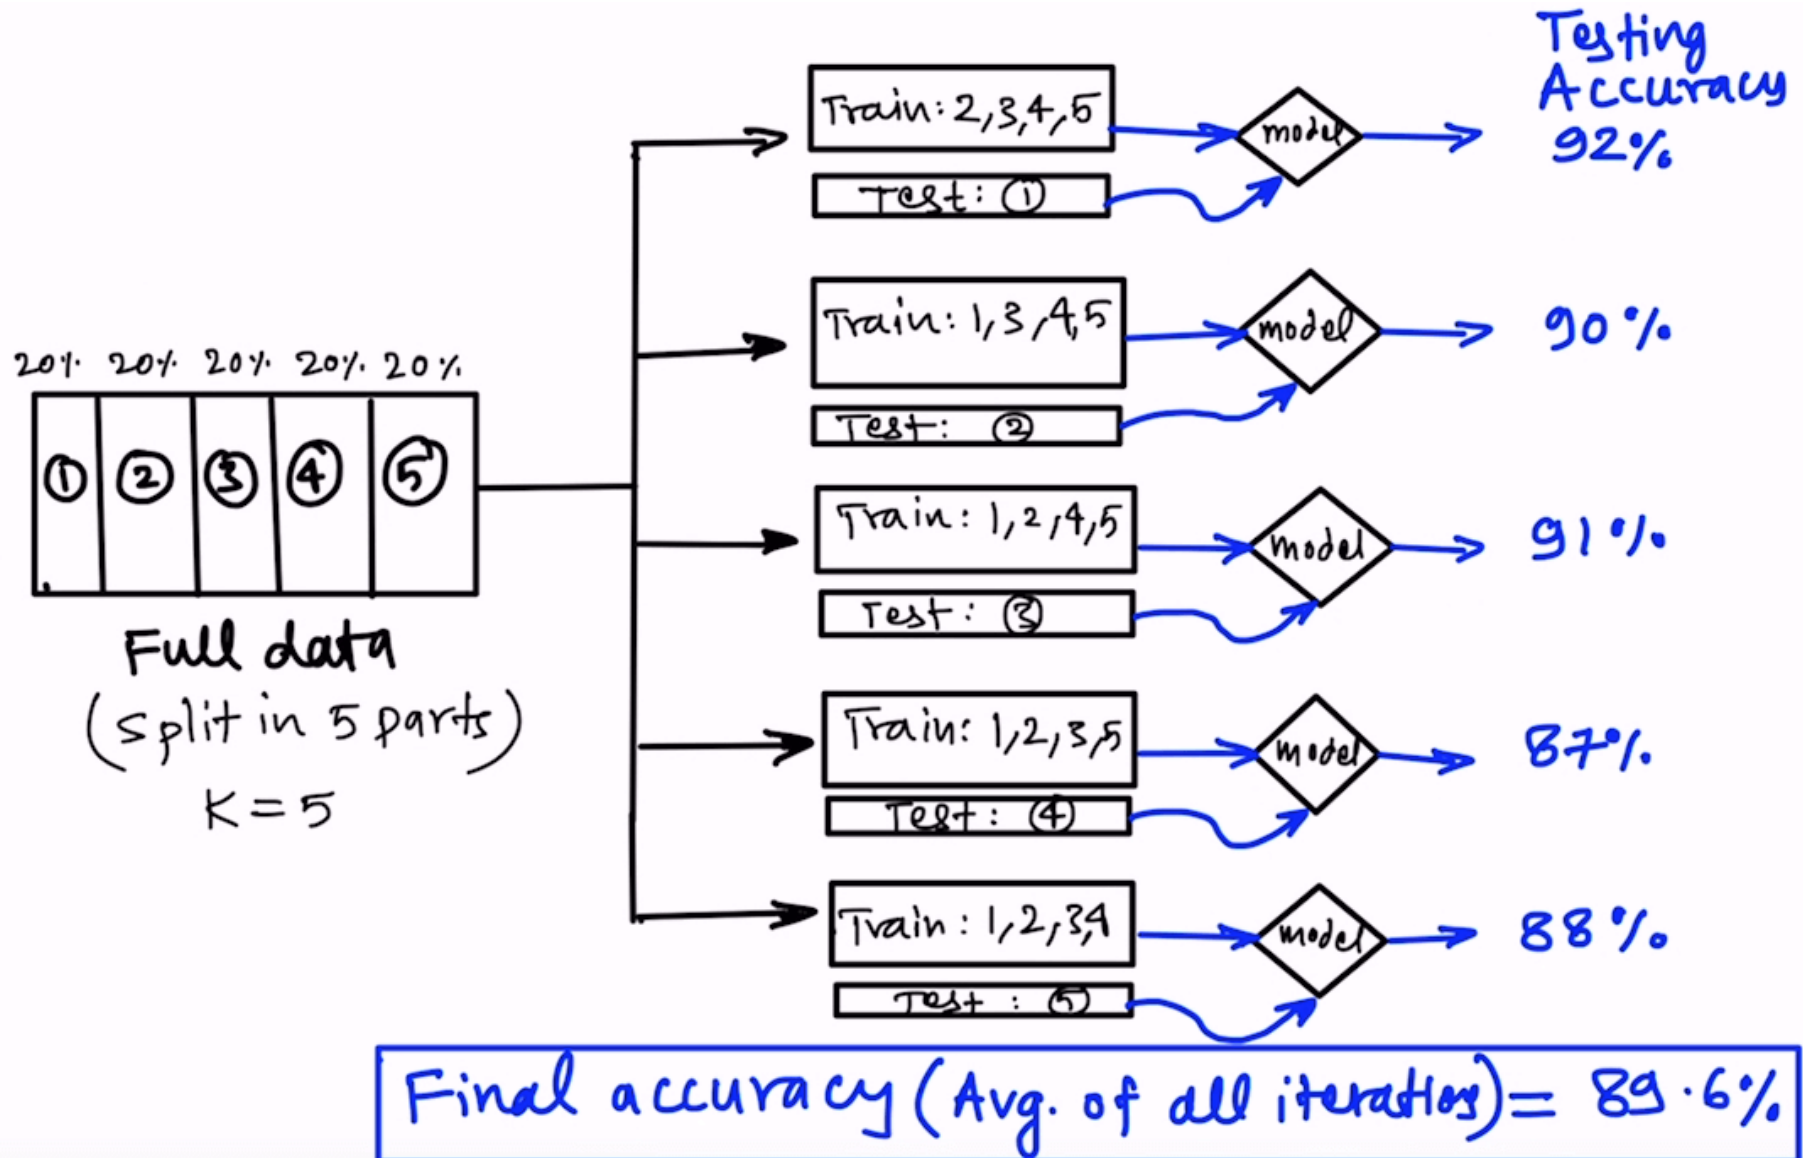 20% 20% 20% 20% 20%
① ② ③ ④ ⑤
Full data
(split in 5 parts)
K = 5
Train: 2,3,4,5
Test: ①
model
Testing
Accuracy
92%
Train: 1,3,4,5
Test: ②
model
90%
Train: 1,2,4,5
Test: ③
model
91%
Train: 1,2,3,5
Test: ④
model
87%
Train: 1,2,3,4
Test: ⑤
model
88%
Final accuracy (Avg. of all iterations) = 89.6%